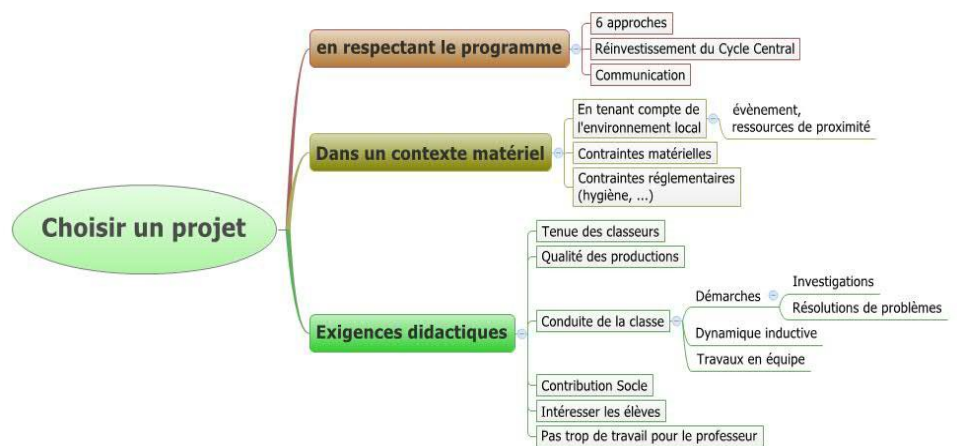 Choisir un projet
en respectant le programme
6 approches
Réinvestissement du Cycle Central
Communication
Dans un contexte matériel
En tenant compte de
l'environnement local
évènement,
ressources de proximité
Contraintes matérielles
Contraintes réglementaires
(hygiène, ...)
Exigences didactiques
Tenue des classeurs
Qualité des productions
Conduite de la classe
Démarches
Investigations
Résolutions de problèmes
Dynamique inductive
Travaux en équipe
Contribution Socle
Intéresser les élèves
Pas trop de travail pour le professeur